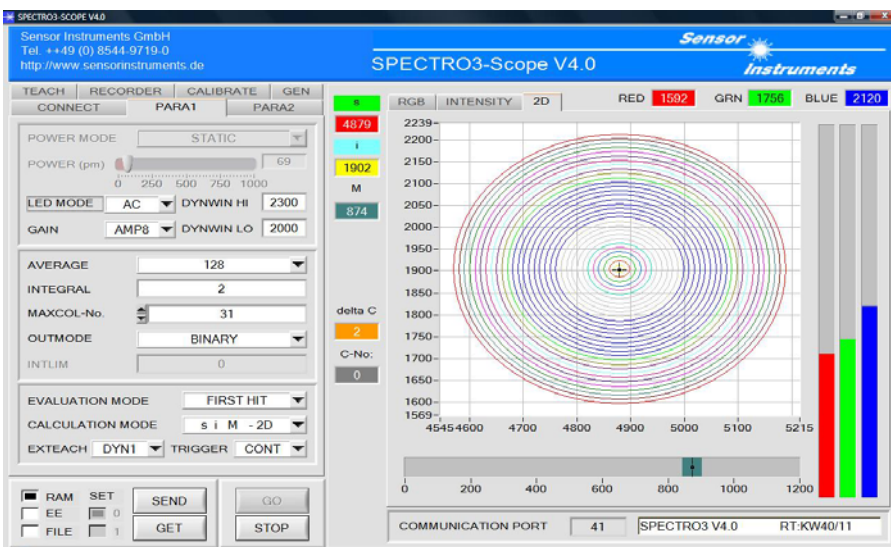 SPECTRO3-SCOPE V4.0
Sensor Instruments GmbH
Tel. ++49 (0) 8544-9719-0
http://www.sensorinstruments.de
SPECTRO3-Scope V4.0
Sensor
Instruments
TEACH RECORDER CALIBRATE GEN
CONNECT PARA1 PARA2
POWER MODE STATIC
POWER (pm) 69
0 250 500 750 1000
LED MODE AC DYNWIN HI 2300
GAIN AMP8 DYNWIN LO 2000
AVERAGE 128
INTEGRAL 2
MAXCOL-No. 31
OUTMODE BINARY
INTLIM 0
EVALUATION MODE FIRST HIT
CALCULATION MODE s i M - 2D
EXTEACH DYN1 TRIGGER CONT
RAM SET SEND GO
EE 0
FILE 1 GET STOP
s
4879
i
1902
M
874
delta C
2
C-No:
0
RGB INTENSITY 2D RED 1592 GRN 1756 BLUE 2120
2239-
2200-
2150-
2100-
2050-
2000-
1950-
1900-
1850-
1800-
1750-
1700-
1650-
1600-
1569-
4545 4600 4700 4800 4900 5000 5100 5215
0 200 400 600 800 1000 1200
COMMUNICATION PORT 41 SPECTRO3 V4.0 RT:KW40/11